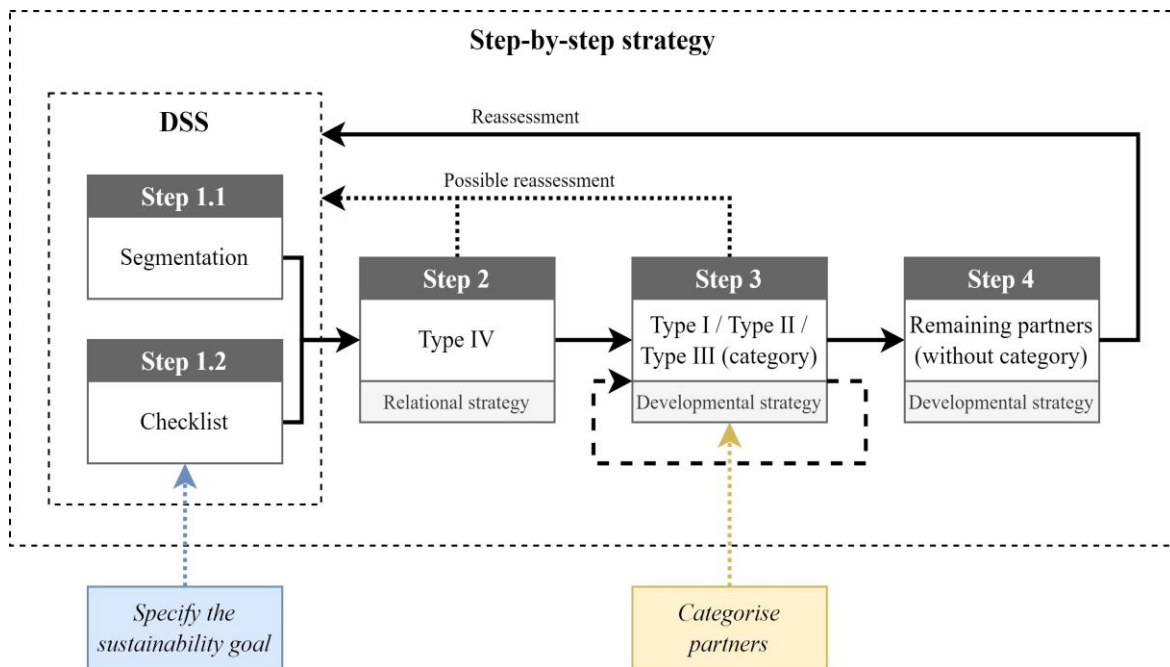 Step-by-step strategy
DSS
Reassessment
Possible reassessment
Step 1.1
Segmentation
Step 1.2
Checklist
Step 2
Type IV
Relational strategy
Step 3
Type I / Type II /
Type III (category)
Developmental strategy
Step 4
Remaining partners
(without category)
Developmental strategy
Specify the
sustainability goal
Categorise
partners